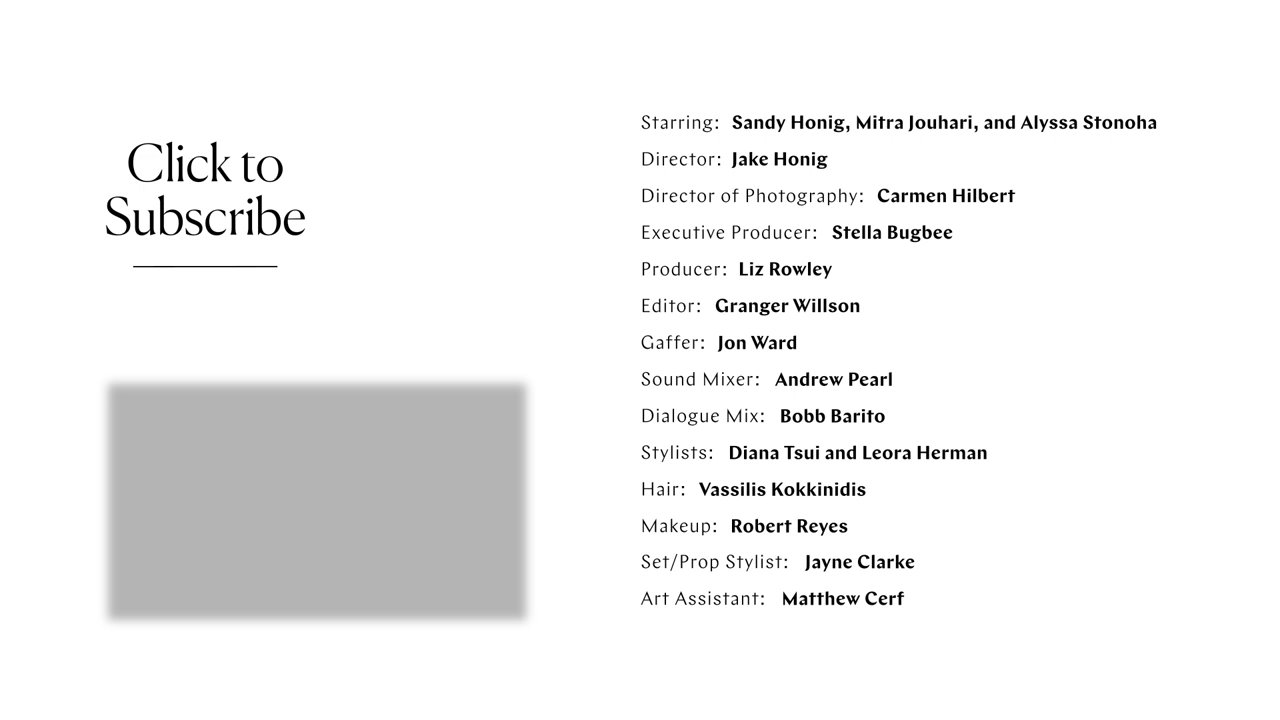 Click to
Subscribe
Starring: Sandy Honig, Mitra Jouhari, and Alyssa Stonoha
Director: Jake Honig
Director of Photography: Carmen Hilbert
Executive Producer: Stella Bugbee
Producer: Liz Rowley
Editor: Granger Willson
Gaffer: Jon Ward
Sound Mixer: Andrew Pearl
Dialogue Mix: Bobb Barito
Stylists: Diana Tsui and Leora Herman
Hair: Vassilis Kokkinidis
Makeup: Robert Reyes
Set/Prop Stylist: Jayne Clarke
Art Assistant: Matthew Cerf